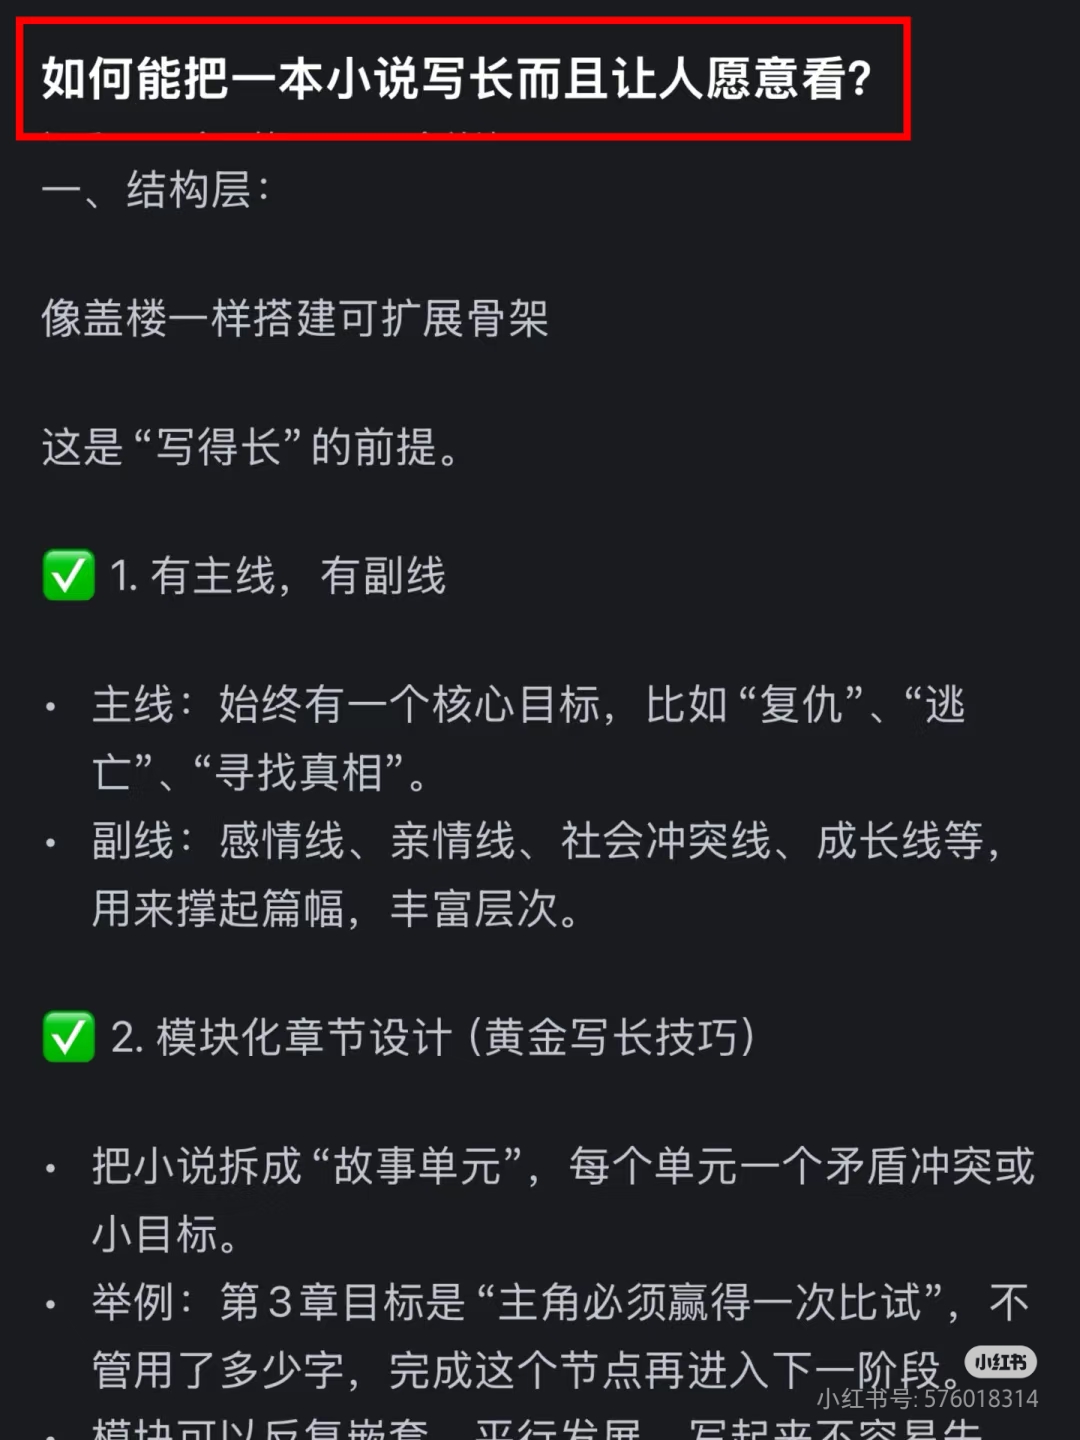 如何能把一本小说写长而且让人愿意看?
一、结构层：
像盖楼一样搭建可扩展骨架
这是“写得长”的前提。
✅ 1. 有主线，有副线
• 主线：始终有一个核心目标，比如“复仇”、“逃
亡”、“寻找真相”。
• 副线：感情线、亲情线、社会冲突线、成长线等，
用来撑起篇幅，丰富层次。
✅ 2. 模块化章节设计（黄金写长技巧）
• 把小说拆成“故事单元”，每个单元一个矛盾冲突或
小目标。
• 举例：第3章目标是“主角必须赢得一次比试”，不
管用了多少字，完成这个节点再进入下一阶段。
小红书
小红书号: 576018314
• 模块可以反复嵌套、平行发展，写起来不容易失